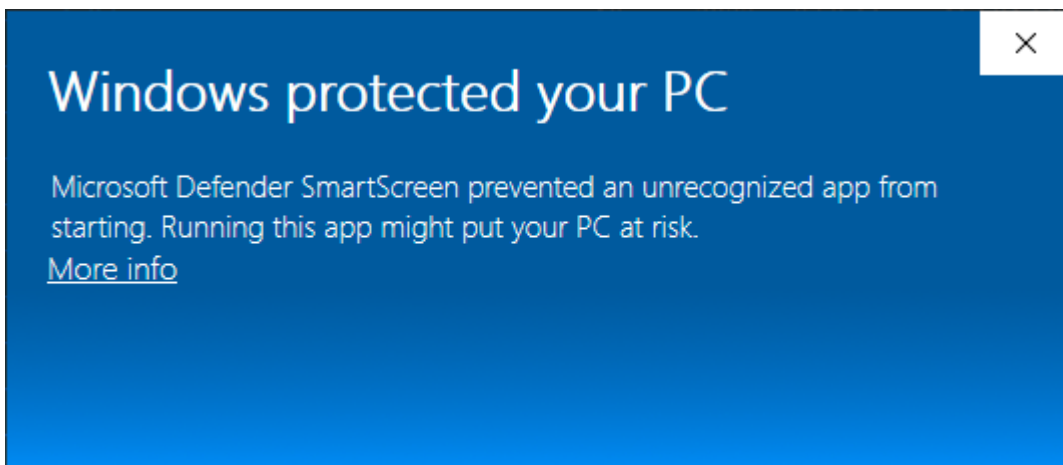 Windows protected your PC
Microsoft Defender SmartScreen prevented an unrecognized app from
starting. Running this app might put your PC at risk.
More info